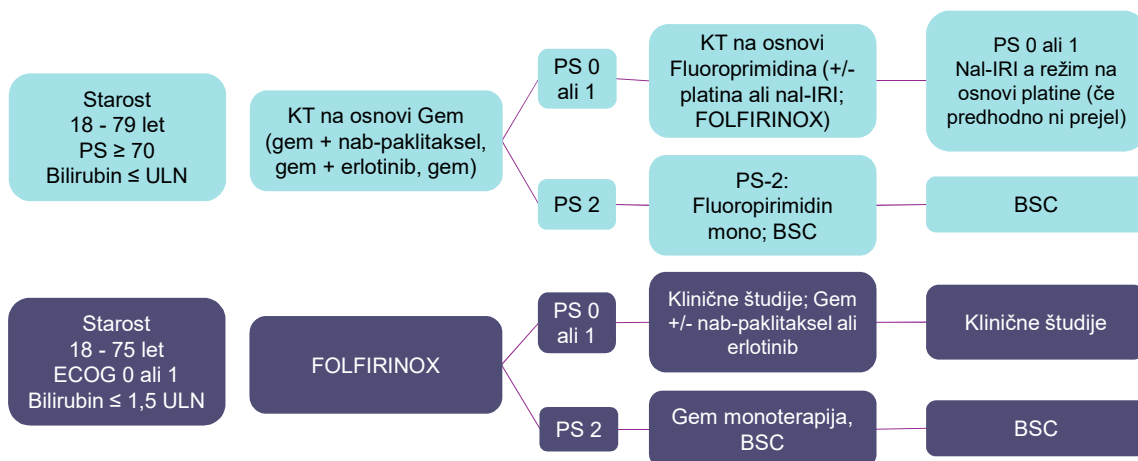 Starost
18 - 79 let
PS ≥ 70
Bilirubin ≤ ULN
KT na osnovi Gem
(gem + nab-paklitaksel,
gem + erlotinib, gem)
PS 0
ali 1
KT na osnovi
Fluoroprimidina (+/-
platina ali nal-IRI;
FOLFIRINOX)
PS 0 ali 1
Nal-IRI a režim na
osnovi platine (če
predhodno ni prejel)
PS 2
PS-2:
Fluoropirimidin
mono; BSC
BSC
Starost
18 - 75 let
ECOG 0 ali 1
Bilirubin ≤ 1,5 ULN
FOLFIRINOX
PS 0
ali 1
Klinične študije; Gem
+/- nab-paklitaksel ali
erlotinib
Klinične študije
PS 2
Gem monoterapija,
BSC
BSC